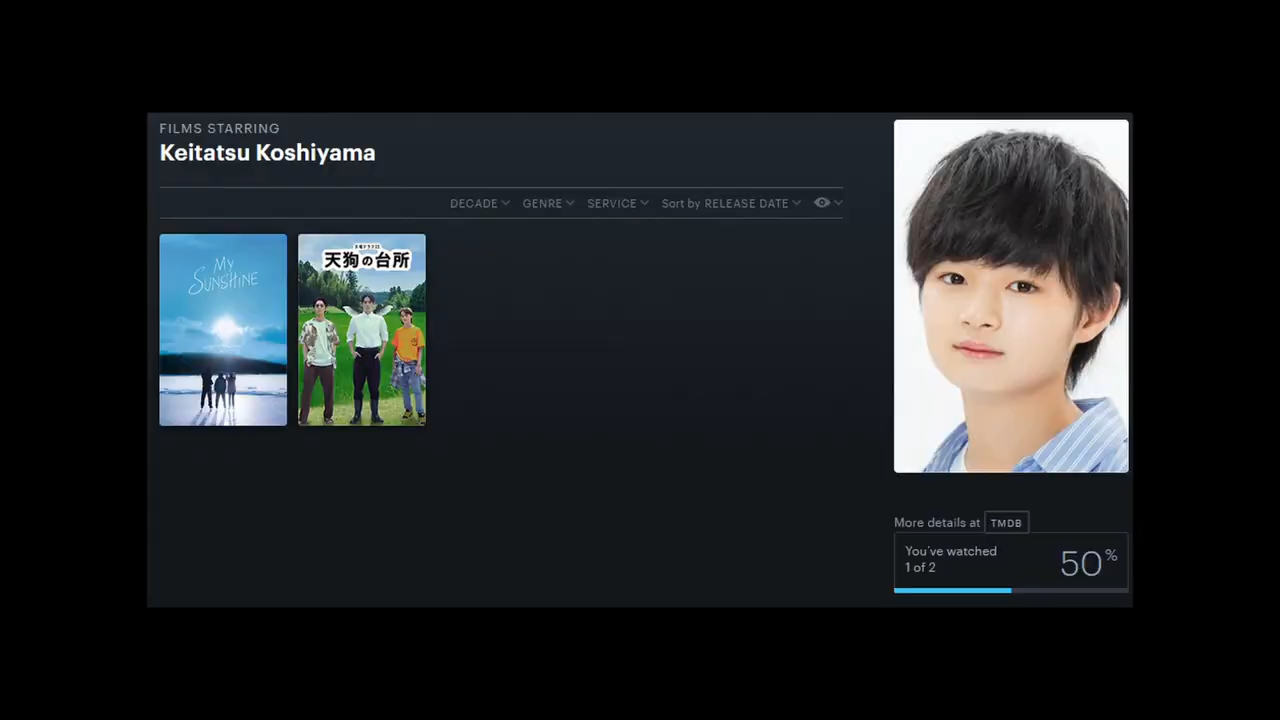 FILMS STARRING
Keitatsu Koshiyama
DECADE GENRE SERVICE Sort by RELEASE DATE
MY
SUNSHINE
天狗の台所
More details at TMDB
You've watched
1 of 2
50%